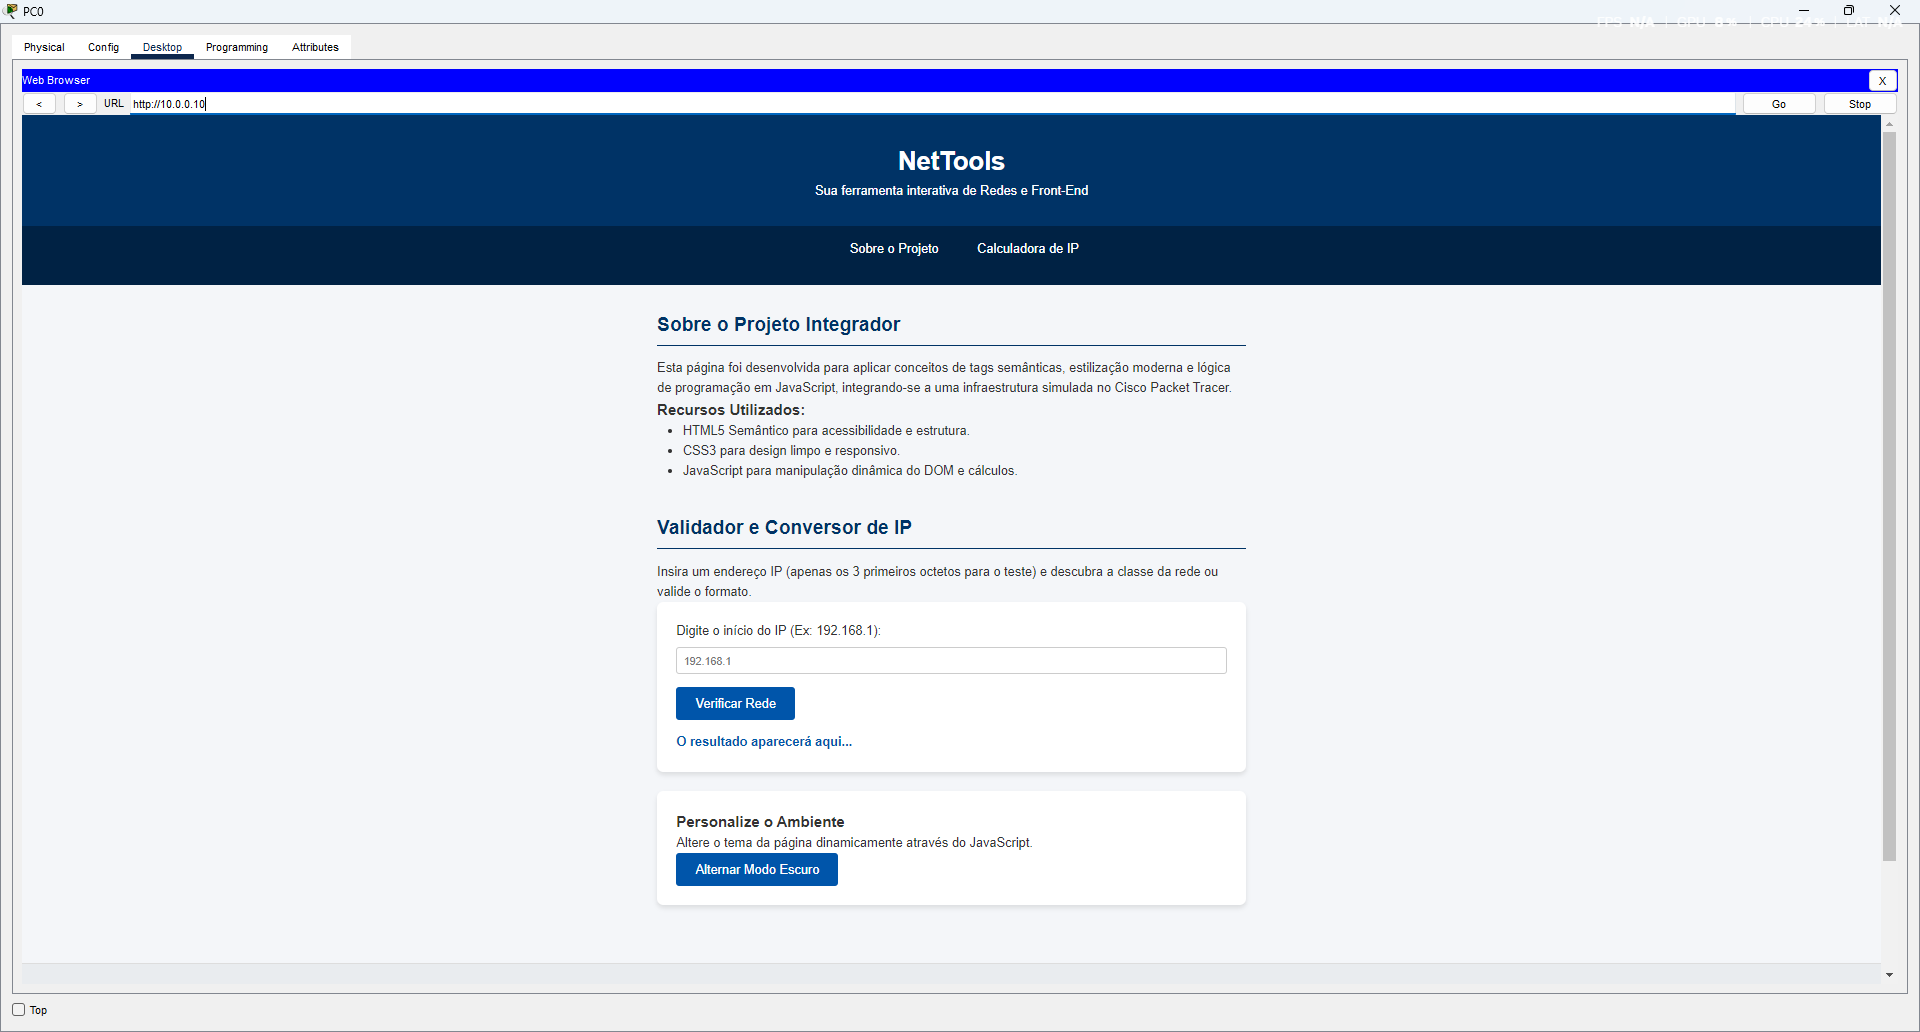 PC0
Physical Config Desktop Programming Attributes
Web Browser
X
< > URL http://10.0.0.10 Go Stop
NetTools
Sua ferramenta interativa de Redes e Front-End
Sobre o Projeto Calculadora de IP
Sobre o Projeto Integrador
Esta página foi desenvolvida para aplicar conceitos de tags semânticas, estilização moderna e lógica
de programação em JavaScript, integrando-se a uma infraestrutura simulada no Cisco Packet Tracer.
Recursos Utilizados:
• HTML5 Semântico para acessibilidade e estrutura.
• CSS3 para design limpo e responsivo.
• JavaScript para manipulação dinâmica do DOM e cálculos.
Validador e Conversor de IP
Insira um endereço IP (apenas os 3 primeiros octetos para o teste) e descubra a classe da rede ou
valide o formato.
Digite o início do IP (Ex: 192.168.1):
192.168.1
Verificar Rede
O resultado aparecerá aqui...
Personalize o Ambiente
Altere o tema da página dinamicamente através do JavaScript.
Alternar Modo Escuro
Top